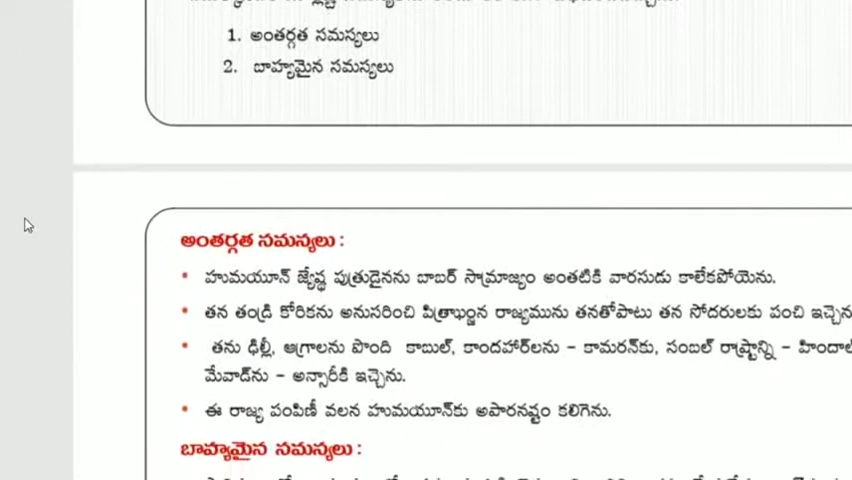 1. అంతర్గత సమస్యలు
2. బాహ్యమైన సమస్యలు
అంతర్గత సమస్యలు :
• హుమయూన్ జ్యేష్ఠ పుత్రుడైనను బాబర్ సామ్రాజ్యం అంతటికి వారసుడు కాలేకపోయెను.
• తన తండ్రి కోరికను అనుసరించి పిత్రార్జిన రాజ్యమును తనతోపాటు తన సోదరులకు పంచి ఇచ్చెను
• తను ఢిల్లీ, ఆగ్రాలను పొంది కాబుల్, కాందహార్‌లను – కామరన్‌కు, సంబల్ రాష్ట్రాన్ని –
మేవాడ్‌ను – అన్సారీకి ఇచ్చెను.
• ఈ రాజ్య పంపిణీ వలన హుమయూన్‌కు అపారనష్టం కలిగెను.
బాహ్యమైన సమస్యలు :